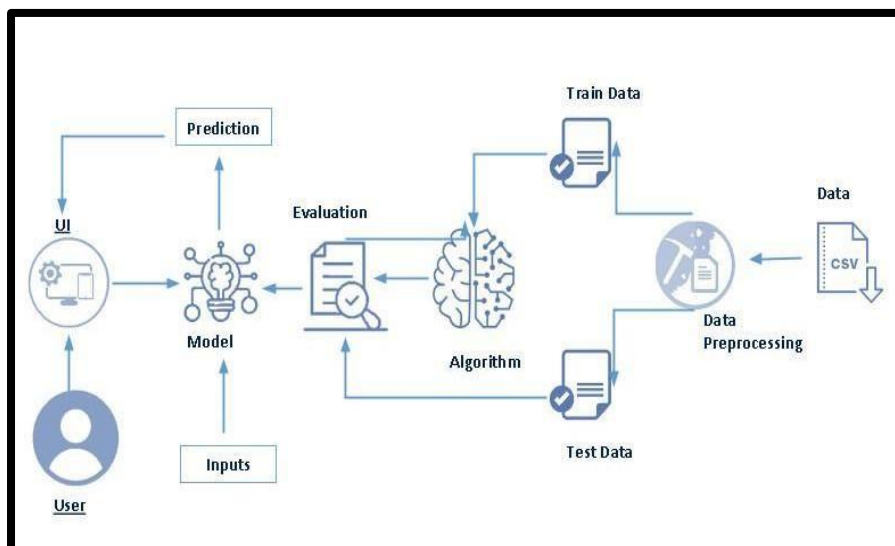 Train Data
Prediction
Data
Evaluation
UI
CSV
Model
Data
Preprocessing
Algorithm
Inputs
Test Data
User